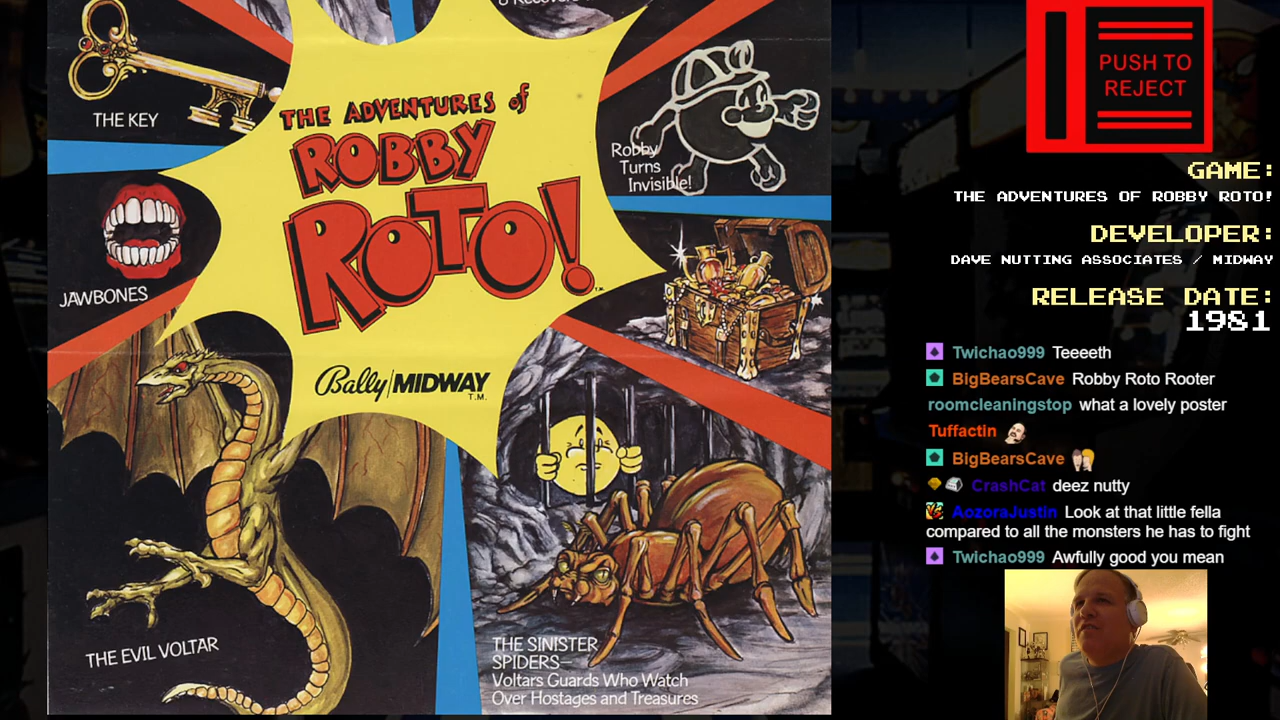 THE KEY
THE ADVENTURES of
ROBBY
ROTO!
TM
Robby
Turns
Invisible!
JAWBONES
Bally/MIDWAY
T.M.
THE EVIL VOLTAR
THE SINISTER
SPIDERS—
Voltars Guards Who Watch
Over Hostages and Treasures
PUSH TO
REJECT
GAME:
THE ADVENTURES OF ROBBY ROTO!
DEVELOPER:
DAVE NUTTING ASSOCIATES / MIDWAY
RELEASE DATE:
1981
Twichao999 Teeeeth
BigBearsCave Robby Roto Rooter
roomcleaningstop what a lovely poster
Tuffactin
BigBearsCave
CrashCat deez nutty
AozoraJustin Look at that little fella
compared to all the monsters he has to fight
Twichao999 Awfully good you mean